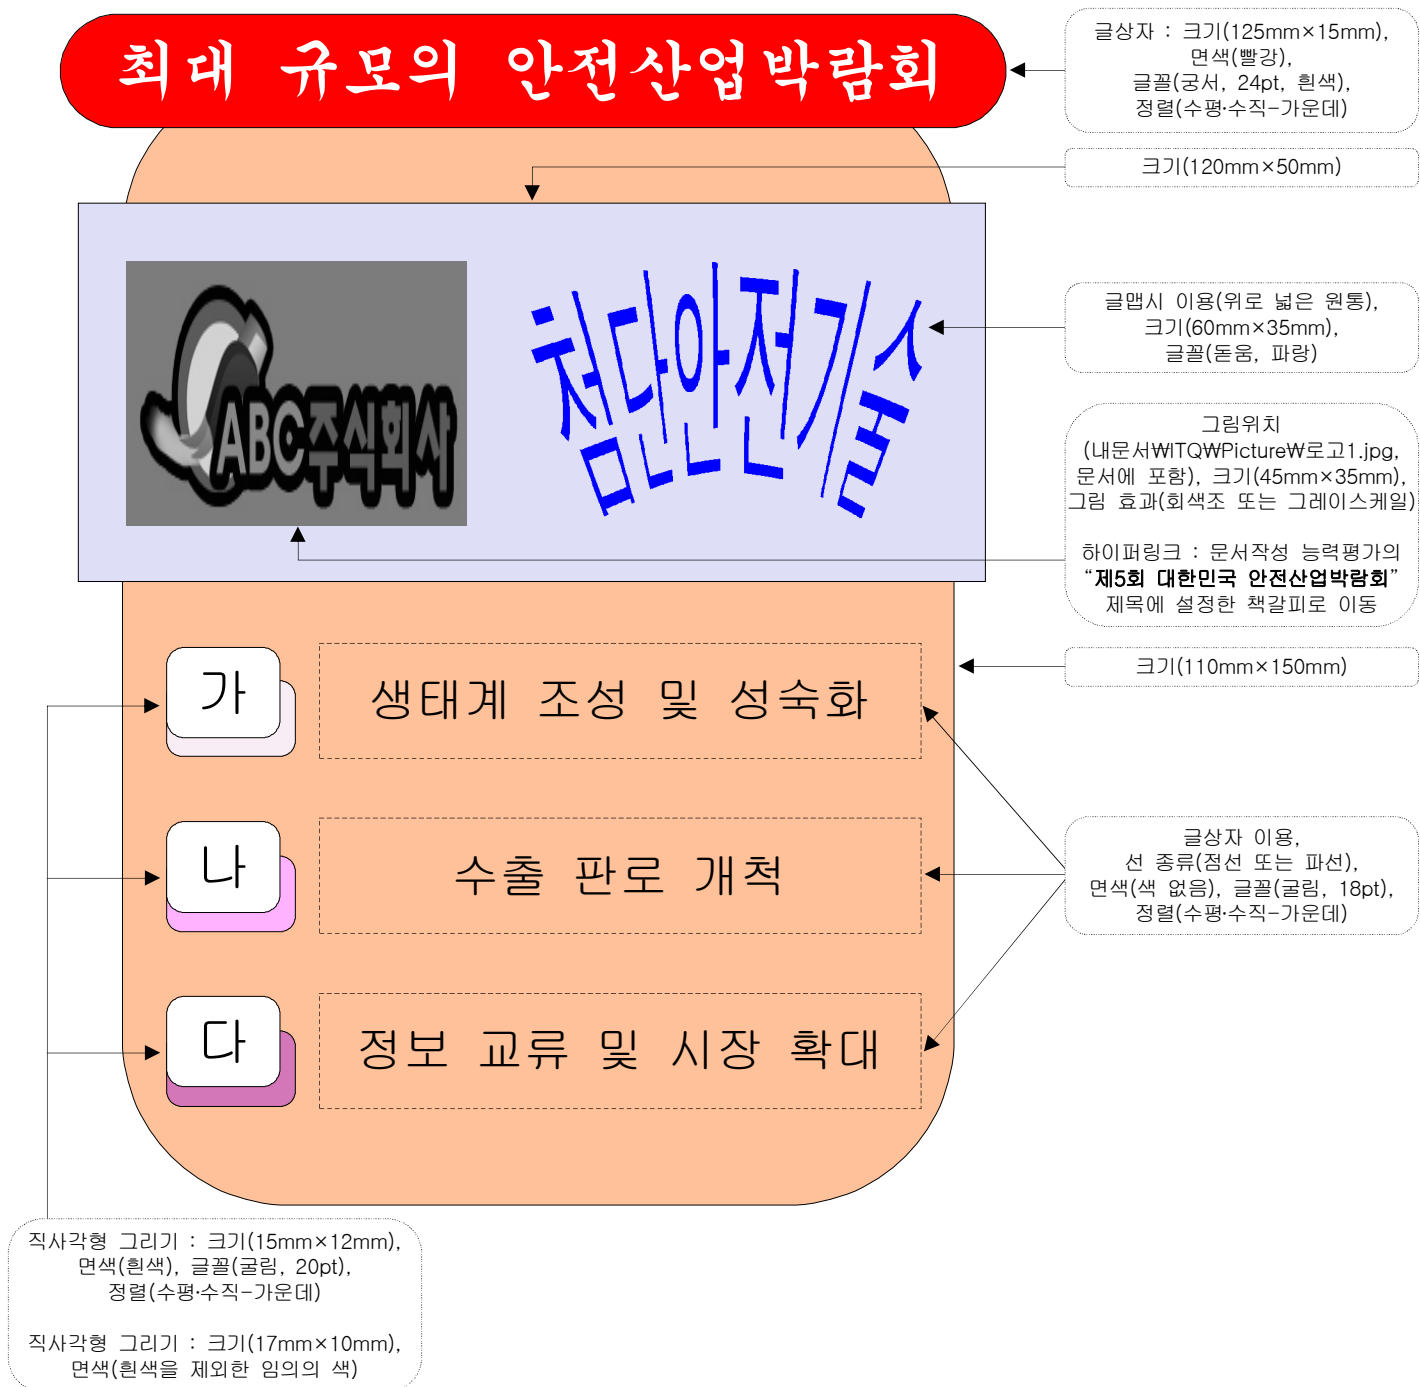 최대 규모의 안전산업박람회
글상자 : 크기(125mm×15mm),
면색(빨강),
글꼴(궁서, 24pt, 흰색),
정렬(수평·수직-가운데)
크기(120mm×50mm)
ABC주식회사
첨단안전기술
글맵시 이용(위로 넓은 원통),
크기(60mm×35mm),
글꼴(돋움, 파랑)
그림위치
(내문서₩ITQ₩Picture₩로고1.jpg,
문서에 포함), 크기(45mm×35mm),
그림 효과(회색조 또는 그레이스케일)
하이퍼링크 : 문서작성 능력평가의
“제5회 대한민국 안전산업박람회”
제목에 설정한 책갈피로 이동
크기(110mm×150mm)
가
생태계 조성 및 성숙화
나
수출 판로 개척
글상자 이용,
선 종류(점선 또는 파선),
면색(색 없음), 글꼴(굴림, 18pt),
정렬(수평·수직-가운데)
다
정보 교류 및 시장 확대
직사각형 그리기 : 크기(15mm×12mm),
면색(흰색), 글꼴(굴림, 20pt),
정렬(수평·수직-가운데)
직사각형 그리기 : 크기(17mm×10mm),
면색(흰색을 제외한 임의의 색)